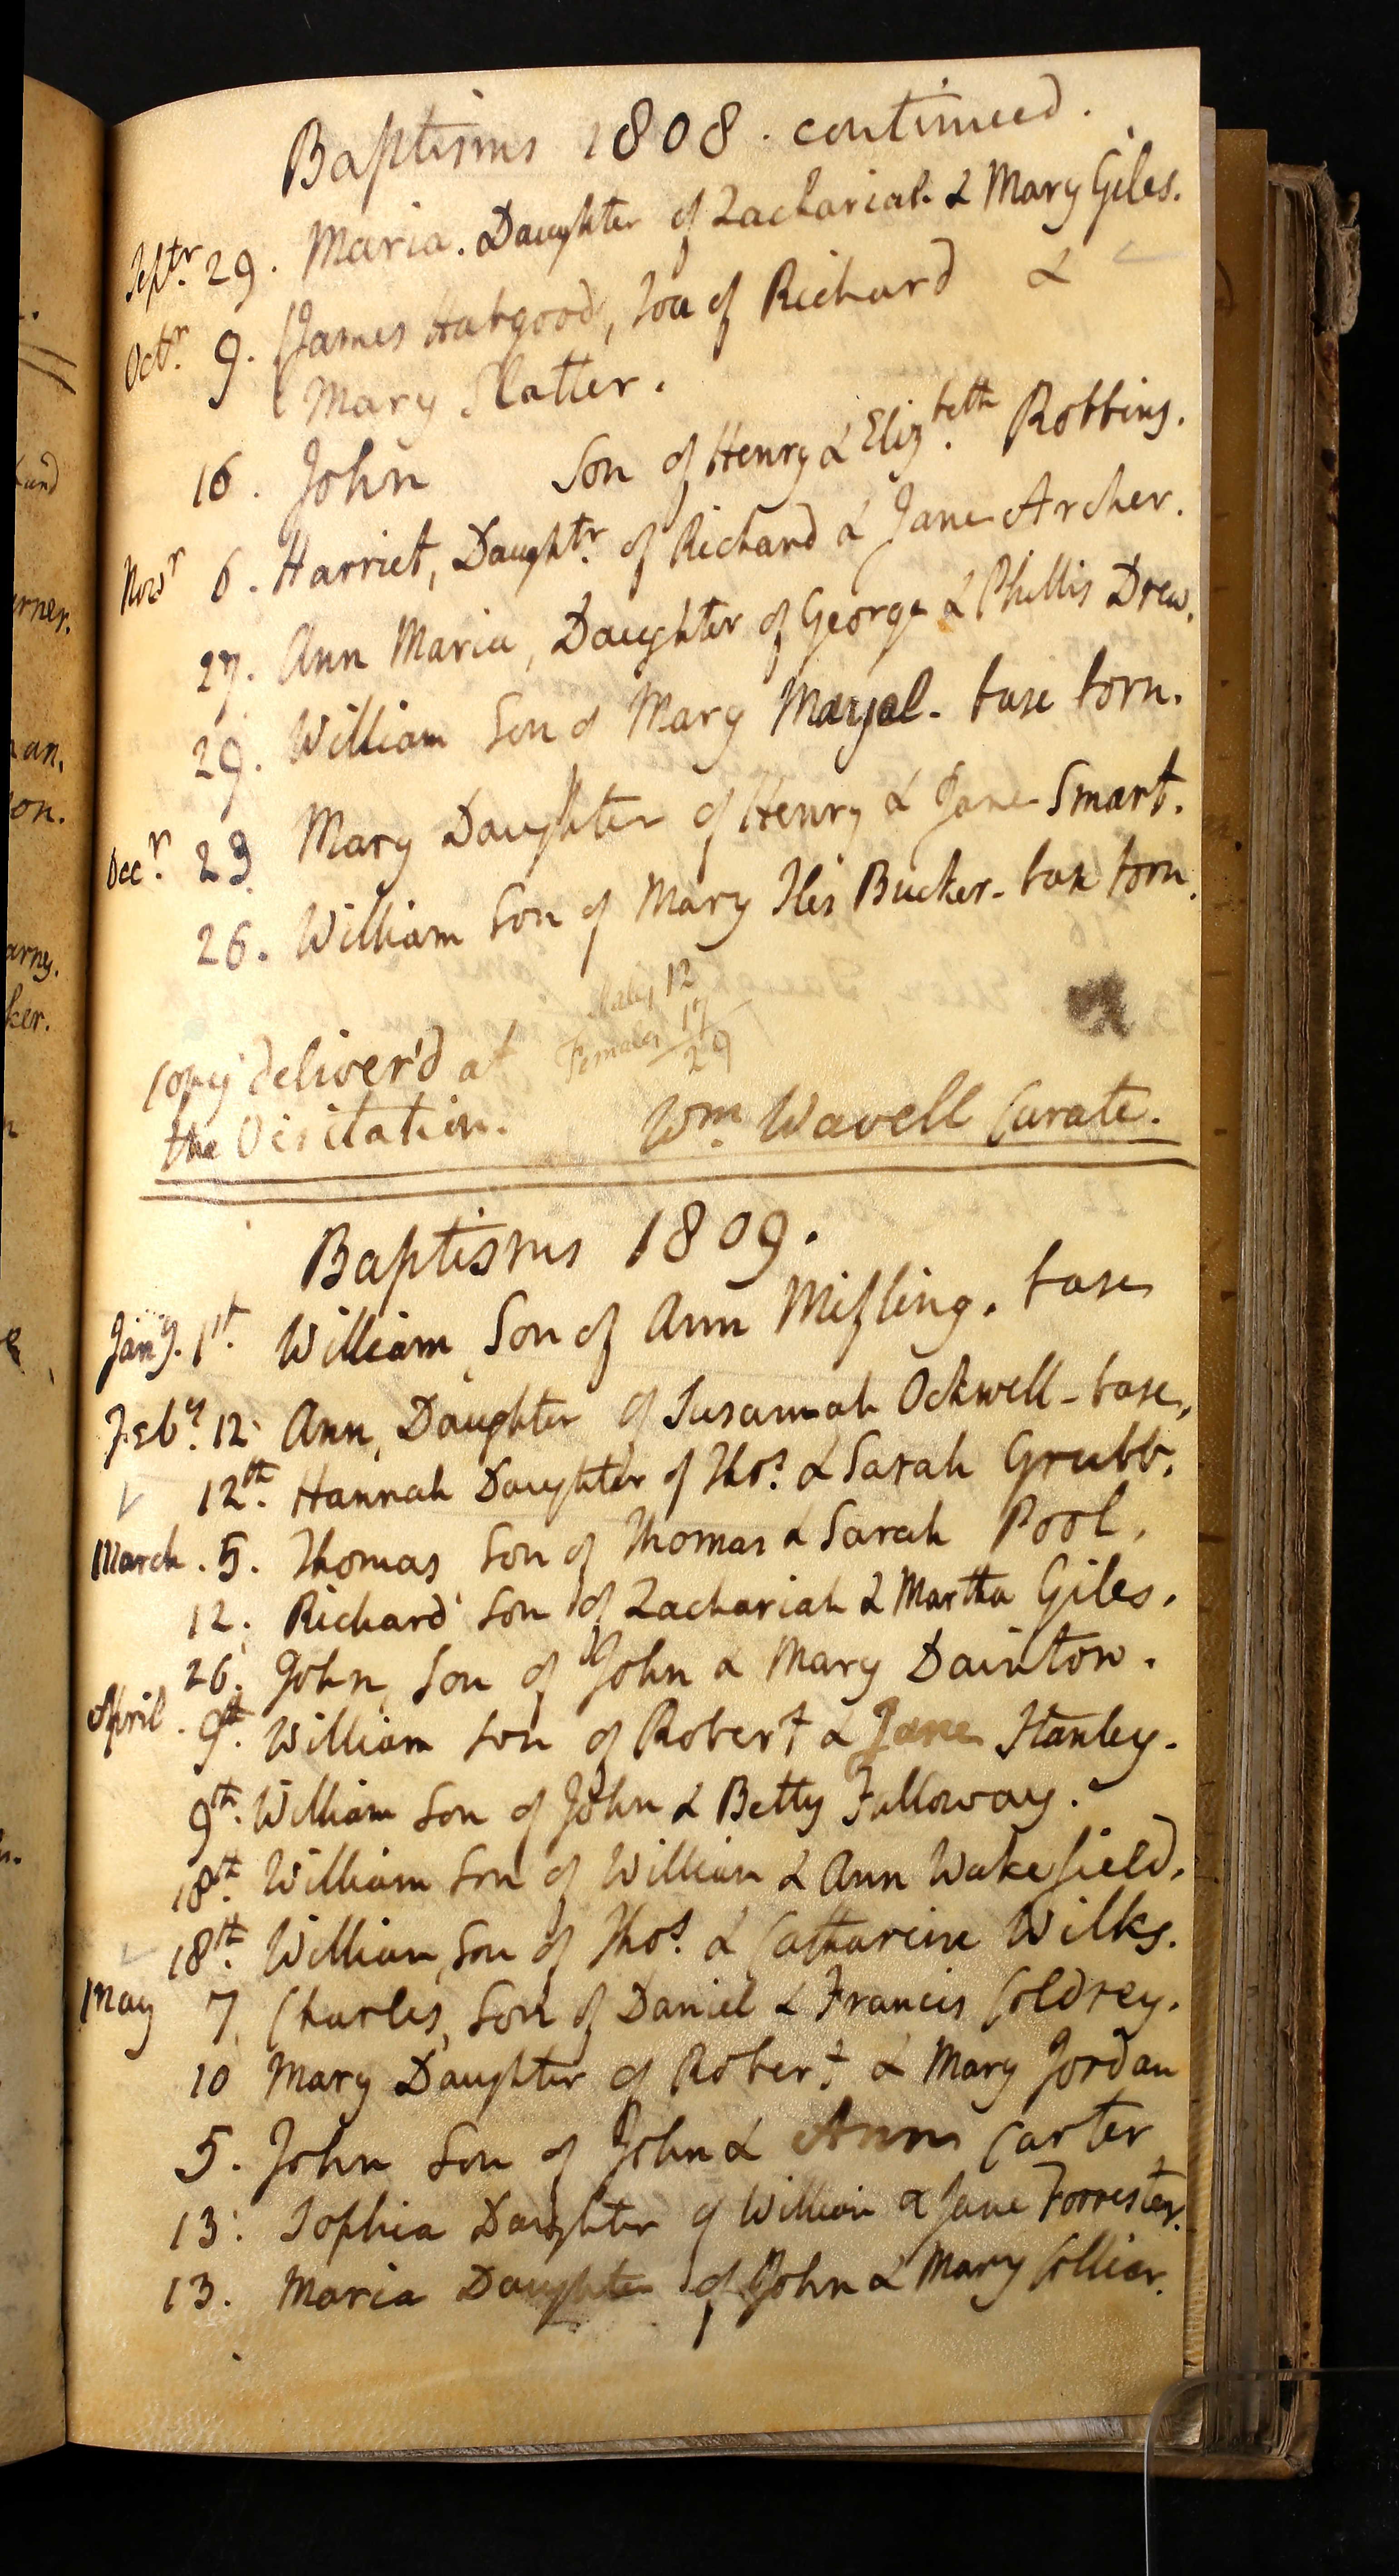 Baptisms 1808. continued.
Septr. 29. Maria. Daughter of Zachariah & Mary Giles.
Octr. 9. James Habgood, Son of Richard &
Mary Slatter.
16. John Son of Henry & Elizbeth Robbins.
Novr 6. Harriet, Daughtr. of Richard & Jane Archer.
27. Ann Maria, Daughter of George & Phillis Drew.
29. William Son of Mary Mayal - base born.
Decr. 23 Mary Daughter of Henry & Jane Smart.
26. William Son of Mary Iles Bucker - base born.
Males 12
Females 17
29
Copy deliver'd at
the Visitation. Wm. Wavell Curate.
Baptisms 1809.
Jany. 1st. William, Son of Ann Mifling. base
Feby. 12 Ann, Daughter of Susannah Ockwell - base.
12th. Hannah Daughter of Thos. & Sarah Grubb.
March. 5. Thomas Son of Thomas & Sarah Pool.
12. Richard Son of Zachariah & Martha Giles.
26. John, Son of John & Mary Dainton.
April. 9th. William Son of Robert & Jane Stanley.
9th. William Son of John & Betty Falloway.
18th. William Son of William & Ann Wakefield.
18th. William, Son of Thos. & Catharine Wilks.
May 7. Charles, Son of Daniel & Francis Coldrey.
10 Mary Daughter of Robert & Mary Jordan
5. John Son of John & Ann Carter
13. Sophia Daughter of William & Jane Forrester.
13. Maria Daughter of John & Mary Collier.